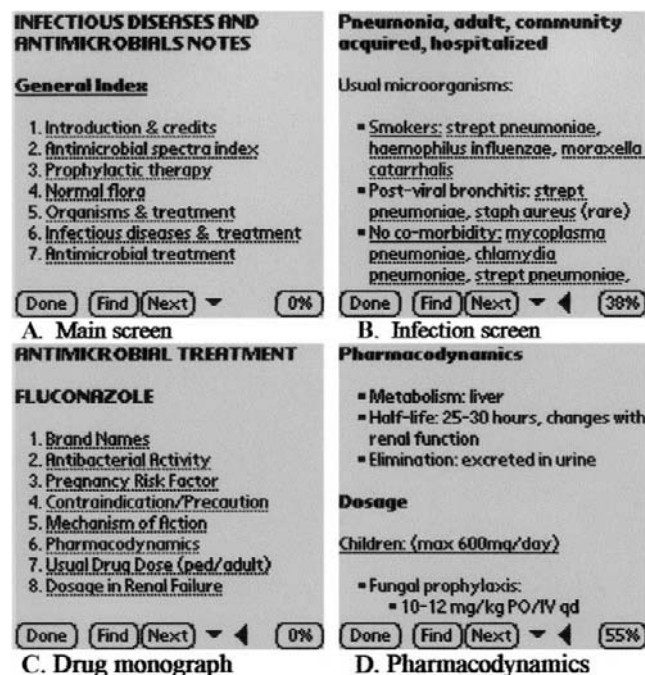 INFECTIOUS DISEASES AND
ANTIMICROBIALS NOTES
General Index
1. Introduction & credits
2. Antimicrobial spectra index
3. Prophylactic therapy
4. Normal flora
5. Organisms & treatment
6. Infectious diseases & treatment
7. Antimicrobial treatment
Done Find Next 0%
A. Main screen
Pneumonia, adult, community
acquired, hospitalized
Usual microorganisms:
▪ Smokers: strept pneumoniae,
haemophilus influenzae, moraxella
catarrhalis
▪ Post-viral bronchitis: strept
pneumoniae, staph aureus (rare)
▪ No co-morbidity: mycoplasma
pneumoniae, chlamydia
pneumoniae, strept pneumoniae,
Done Find Next 38%
B. Infection screen
ANTIMICROBIAL TREATMENT
FLUCONAZOLE
1. Brand Names
2. Antibacterial Activity
3. Pregnancy Risk Factor
4. Contraindication/Precaution
5. Mechanism of Action
6. Pharmacodynamics
7. Usual Drug Dose (ped/adult)
8. Dosage in Renal Failure
Done Find Next 0%
C. Drug monograph
Pharmacodynamics
▪ Metabolism: liver
▪ Half-life: 25-30 hours, changes with
renal function
▪ Elimination: excreted in urine
Dosage
Children: (max 600mg/day)
▪ Fungal prophylaxis:
▪ 10-12 mg/kg PO/IV qd
Done Find Next 55%
D. Pharmacodynamics